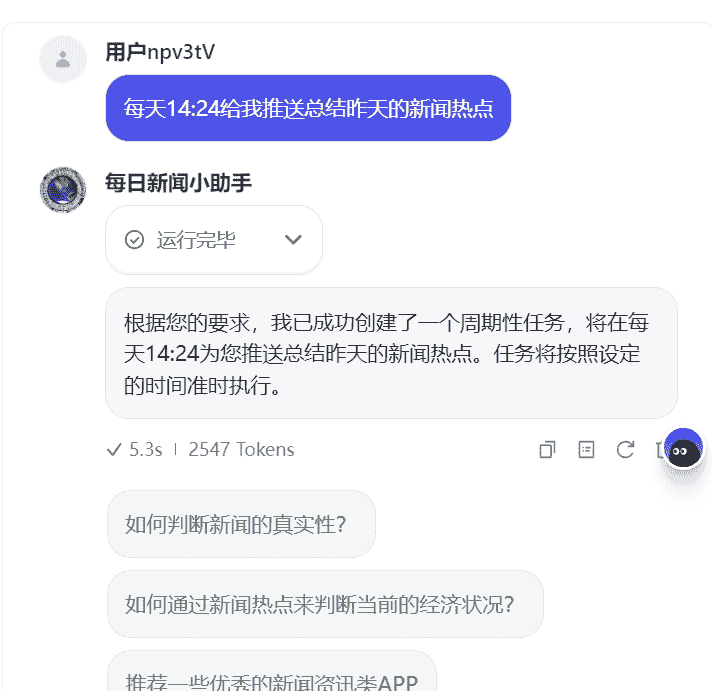 用户npv3tV
每天14:24给我推送总结昨天的新闻热点
每日新闻小助手
运行完毕
根据您的要求，我已成功创建了一个周期性任务，将在每
天14:24为您推送总结昨天的新闻热点。任务将按照设定
的时间准时执行。
5.3s | 2547 Tokens
如何判断新闻的真实性?
如何通过新闻热点来判断当前的经济状况?
推荐一些优秀的新闻资讯类APP